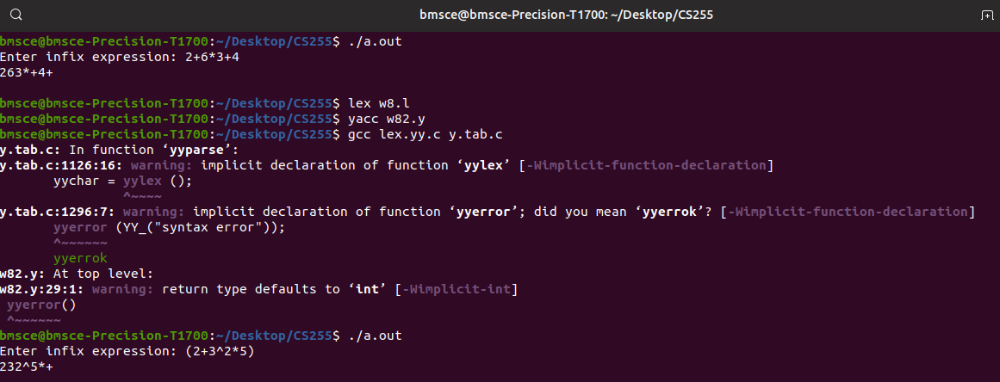 bmsce@bmsce-Precision-T1700: ~/Desktop/CS255
bmsce@bmsce-Precision-T1700:~/Desktop/CS255$ ./a.out
Enter infix expression: 2+6*3+4
263*+4+
bmsce@bmsce-Precision-T1700:~/Desktop/CS255$ lex w8.l
bmsce@bmsce-Precision-T1700:~/Desktop/CS255$ yacc w82.y
bmsce@bmsce-Precision-T1700:~/Desktop/CS255$ gcc lex.yy.c y.tab.c
y.tab.c: In function ‘yyparse’:
y.tab.c:1126:16: warning: implicit declaration of function ‘yylex’ [-Wimplicit-function-declaration]
yychar = yylex ();
^~~~~
y.tab.c:1296:7: warning: implicit declaration of function ‘yyerror’; did you mean ‘yyerrok’? [-Wimplicit-function-declaration]
yyerror (YY_("syntax error"));
^~~~~~~
yyerrok
w82.y: At top level:
w82.y:29:1: warning: return type defaults to ‘int’ [-Wimplicit-int]
yyerror()
^~~~~~~
bmsce@bmsce-Precision-T1700:~/Desktop/CS255$ ./a.out
Enter infix expression: (2+3^2*5)
232^5*+